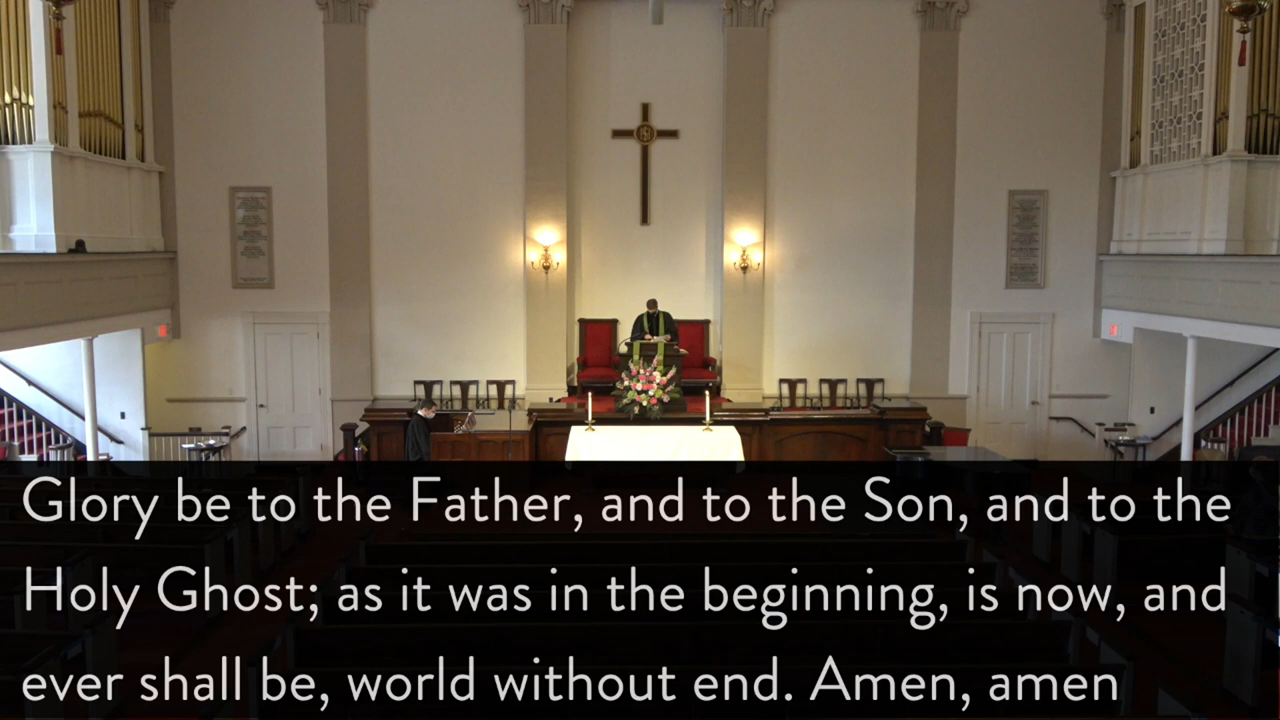 Glory be to the Father, and to the Son, and to the
Holy Ghost; as it was in the beginning, is now, and
ever shall be, world without end. Amen, amen